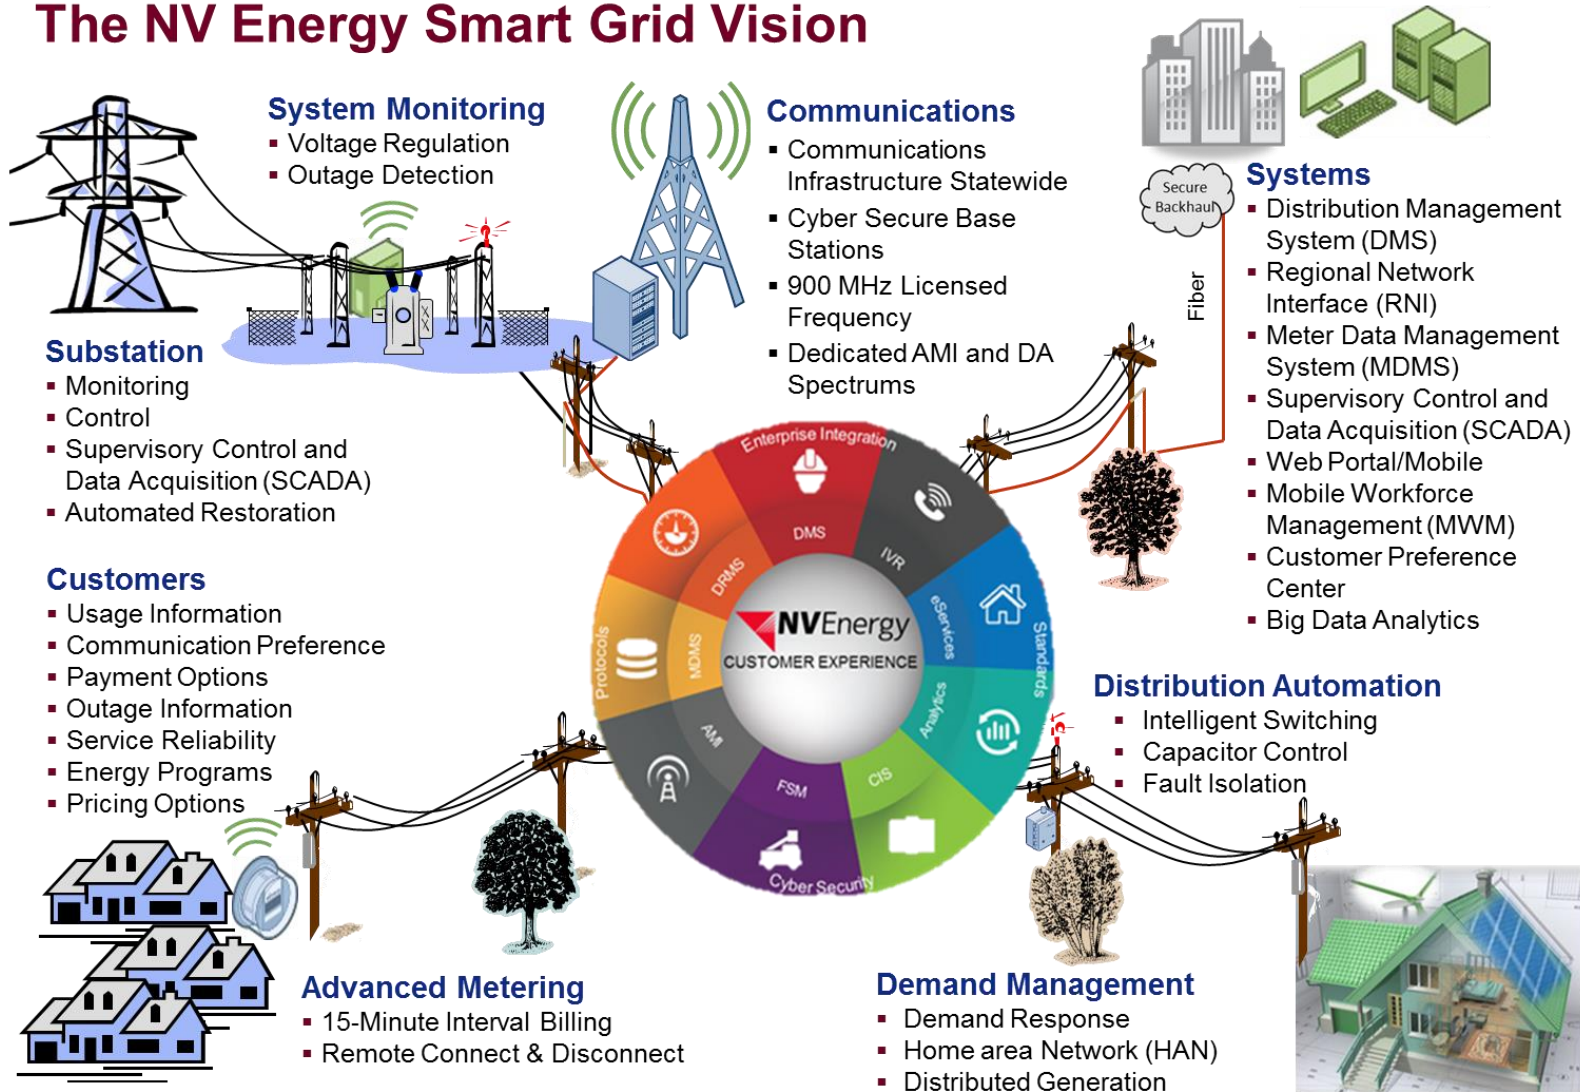 The NV Energy Smart Grid Vision
System Monitoring
▪ Voltage Regulation
▪ Outage Detection
Communications
▪ Communications
Infrastructure Statewide
▪ Cyber Secure Base
Stations
▪ 900 MHz Licensed
Frequency
▪ Dedicated AMI and DA
Spectrums
Secure
Backhaul
Fiber
Systems
▪ Distribution Management
System (DMS)
▪ Regional Network
Interface (RNI)
▪ Meter Data Management
System (MDMS)
▪ Supervisory Control and
Data Acquisition (SCADA)
▪ Web Portal/Mobile
▪ Mobile Workforce
Management (MWM)
▪ Customer Preference
Center
▪ Big Data Analytics
Substation
▪ Monitoring
▪ Control
▪ Supervisory Control and
Data Acquisition (SCADA)
▪ Automated Restoration
Customers
▪ Usage Information
▪ Communication Preference
▪ Payment Options
▪ Outage Information
▪ Service Reliability
▪ Energy Programs
▪ Pricing Options
Enterprise Integration
DMS
IVR
eServices
Standards
Analytics
CIS
FSM
Cyber Security
AMI
MDMS
Protocols
DRMS
NVEnergy
CUSTOMER EXPERIENCE
Distribution Automation
▪ Intelligent Switching
▪ Capacitor Control
▪ Fault Isolation
Advanced Metering
▪ 15-Minute Interval Billing
▪ Remote Connect & Disconnect
Demand Management
▪ Demand Response
▪ Home area Network (HAN)
▪ Distributed Generation